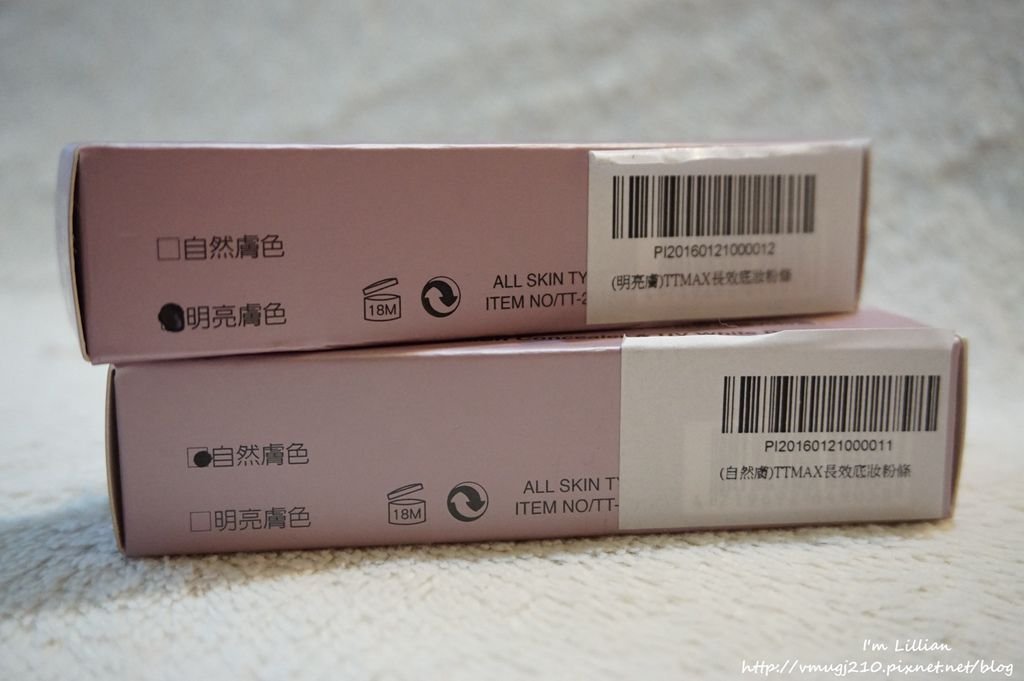 □自然膚色
明亮膚色
18M
ALL SKIN TY
ITEM NO/TT-2
PI20160121000012
(明亮膚)TTMAX長效底妝粉條
□自然膚色
□明亮膚色
18M
ALL SKIN TY
ITEM NO/TT-
PI20160121000011
(自然膚)TTMAX長效底妝粉條
I'm Lillian
http://vmugj210.pixnet.net/blog